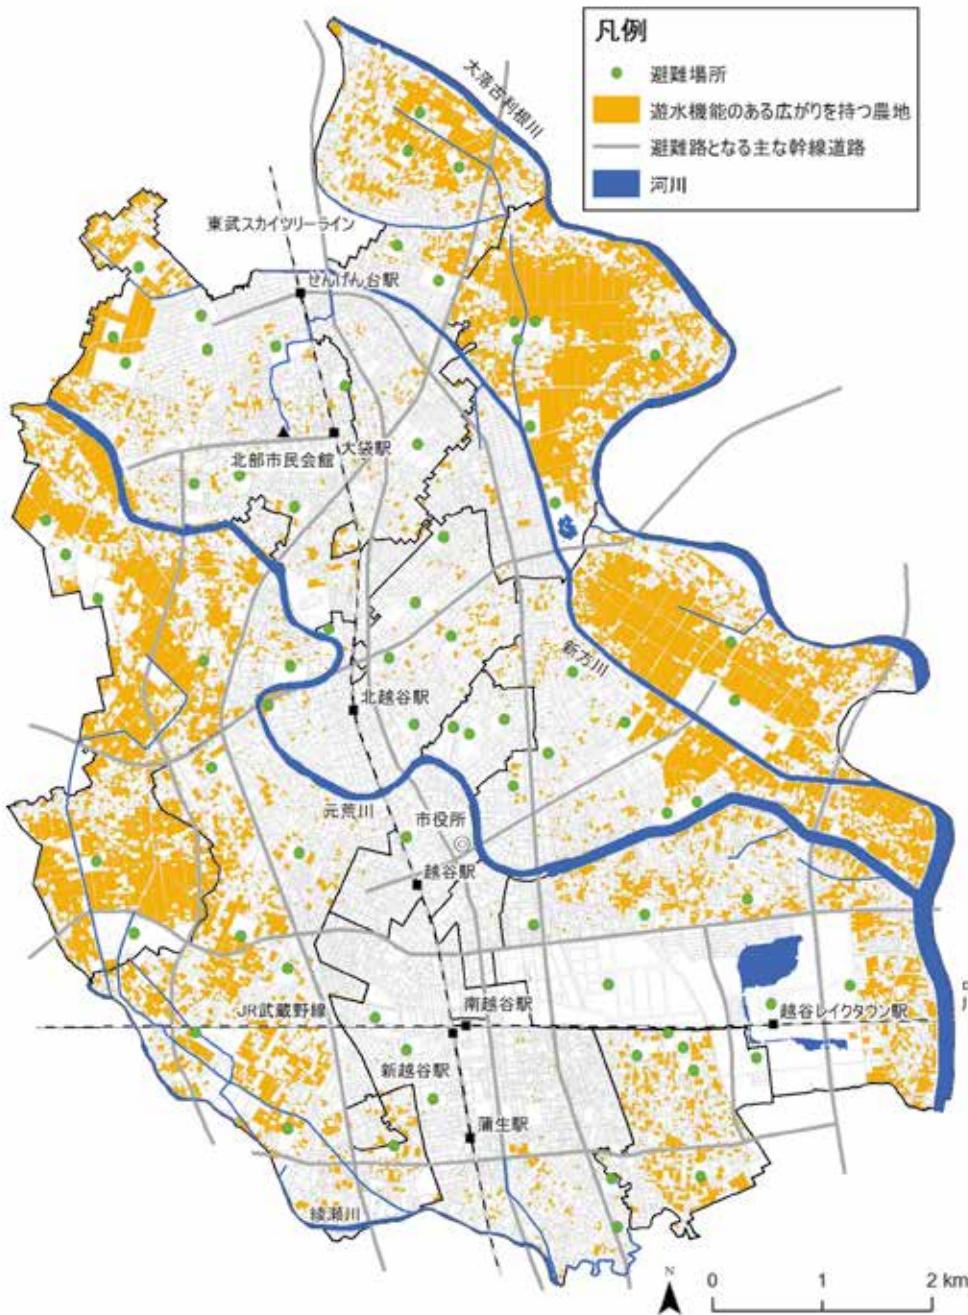 凡例
避難場所
遊水機能のある広がりを持つ農地
避難路となる主な幹線道路
河川
大落古利根川
東武スカイツリーライン
せんげん台駅
大袋駅
北部市民会館
新方川
北越谷駅
元荒川
市役所
越谷駅
南越谷駅
JR武蔵野線
越谷レイクタウン駅
中川
新越谷駅
蒲生駅
綾瀬川
N
0 1 2 km